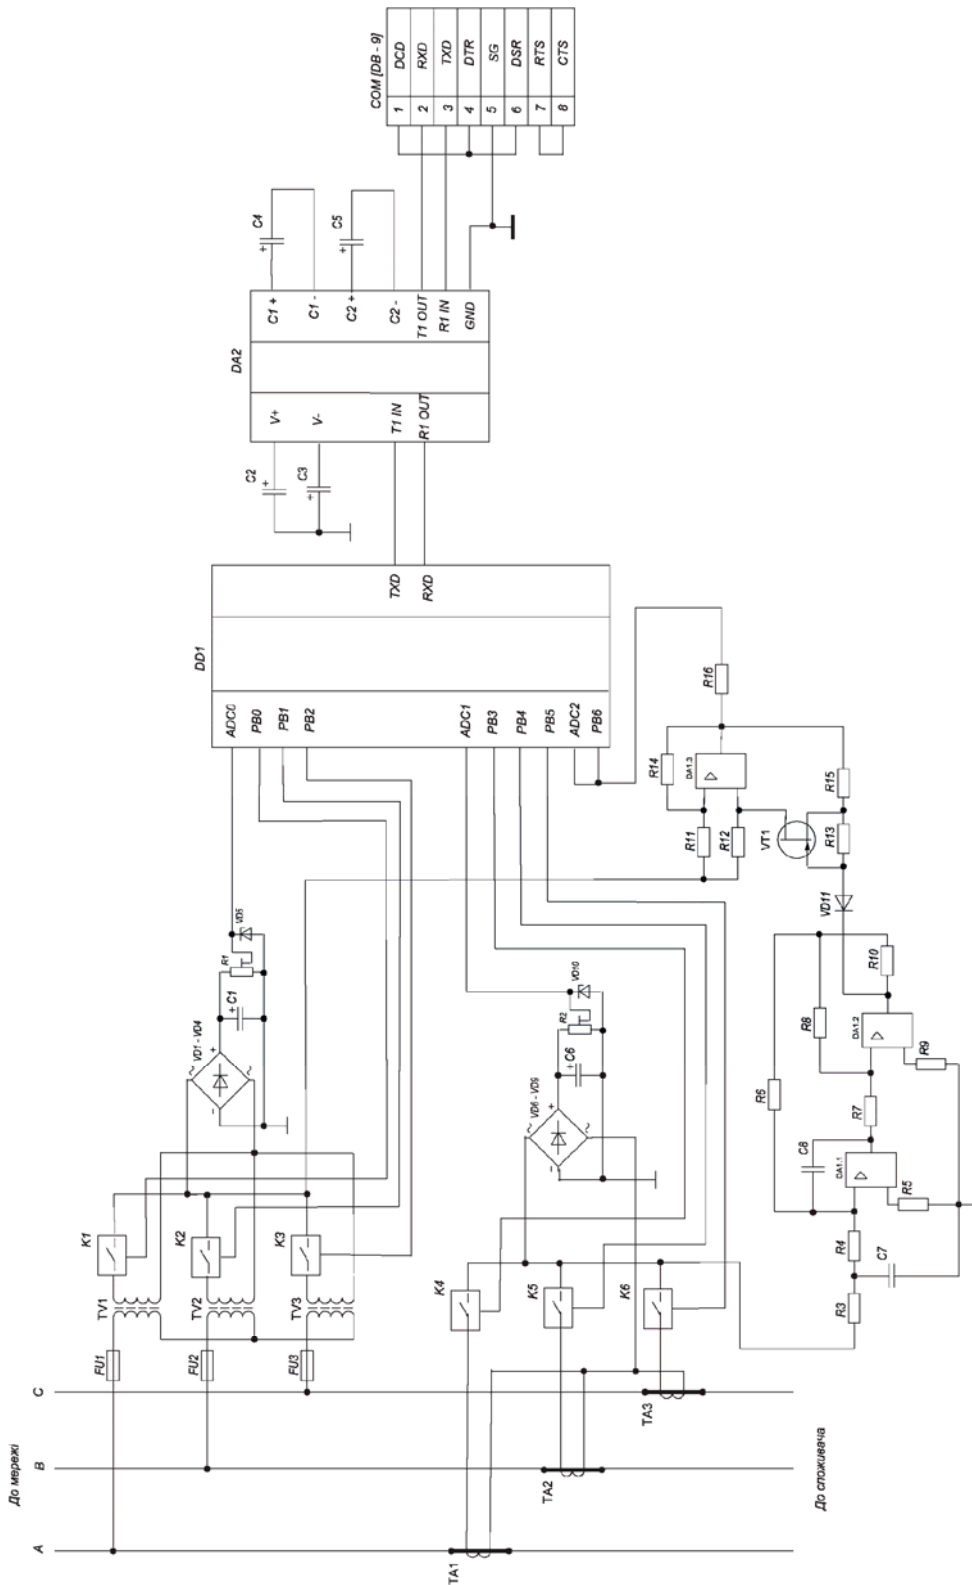 COM [DB - 9]
1 DCD
2 RXD
3 TXD
4 DTR
5 SG
6 DSR
7 RTS
8 CTS
C4
+
C5
+
DA2
C1 +
C1 -
C2 +
C2 -
T1 OUT
R1 IN
GND
V+
V-
T1 IN
R1 OUT
C2
+
C3
+
DD1
TXD
RXD
ADC0
PB0
PB1
PB2
ADC1
PB3
PB4
PB5
ADC2
PB6
R16
R14
DA1.3
R11
R12
VT1
R15
R13
VD11
R10
R8
DA1.2
R9
R6
R7
C8
DA1.1
R5
R4
C7
R3
VD5
R1
+ C1
VD1 - VD4
+
-
~
~
VD10
R2
+ C6
VD6 - VD9
+
-
~
~
K1
K2
K3
K4
K5
K6
TV1
TV2
TV3
FU1
FU2
FU3
TA1
TA2
TA3
До мережі
A
B
C
До споживача